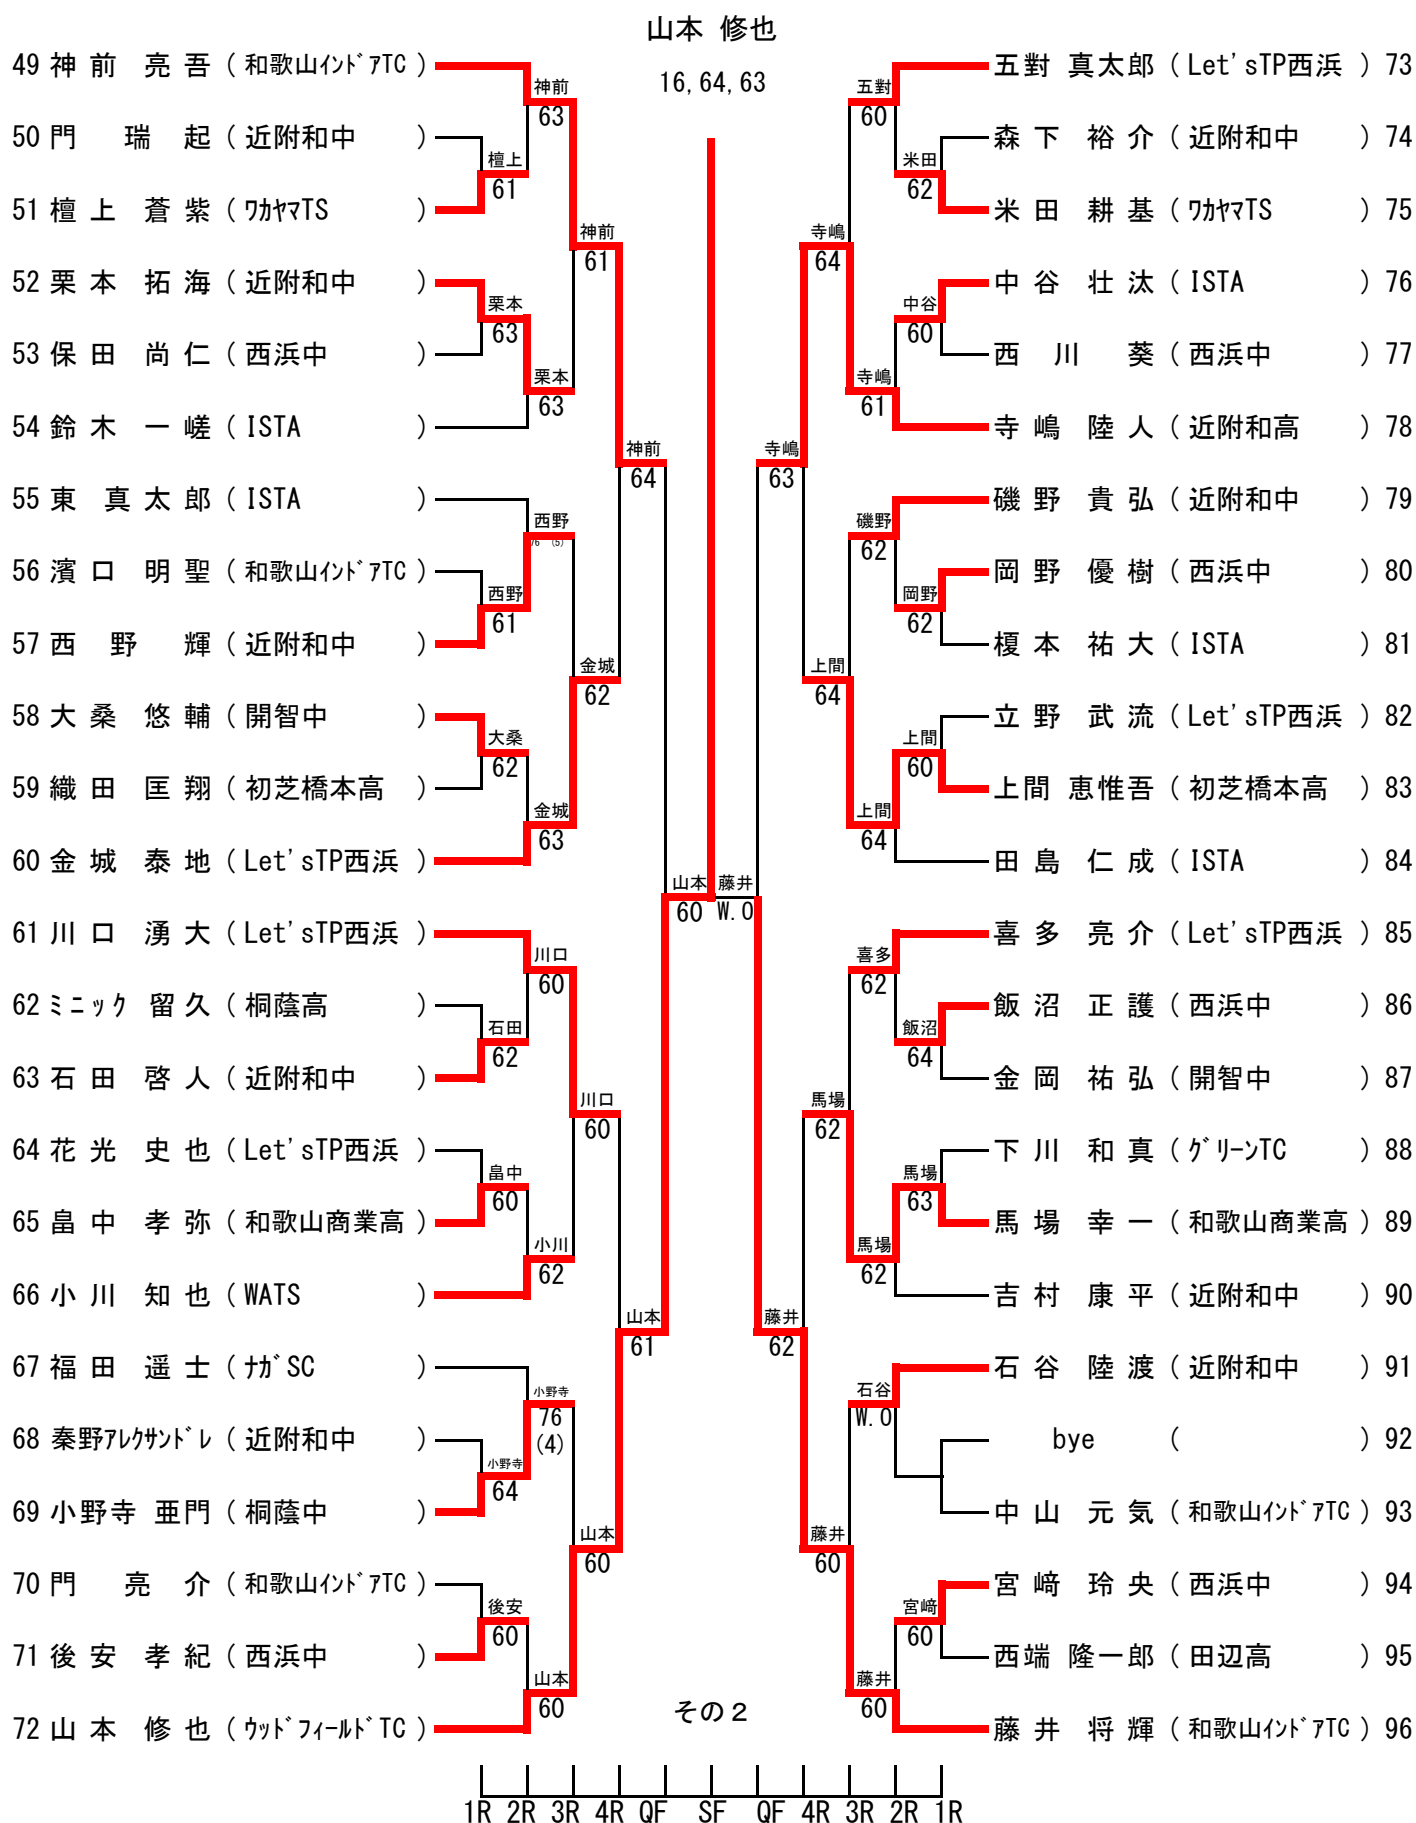 山本 修也
16,64,63
49 神前 亮吾 (和歌山ｲﾝﾄﾞｱTC)
50 門 瑞起 (近附和中)
51 檀上 蒼紫 (ﾜｶﾔﾏTS)
52 栗本 拓海 (近附和中)
53 保田 尚仁 (西浜中)
54 鈴木 一嵯 (ISTA)
55 東 真太郎 (ISTA)
56 濱口 明聖 (和歌山ｲﾝﾄﾞｱTC)
57 西野 輝 (近附和中)
58 大桑 悠輔 (開智中)
59 織田 匡翔 (初芝橋本高)
60 金城 泰地 (Let'sTP西浜)
61 川口 湧大 (Let'sTP西浜)
62 ﾐﾆｯｸ 留久 (桐蔭高)
63 石田 啓人 (近附和中)
64 花光 史也 (Let'sTP西浜)
65 畠中 孝弥 (和歌山商業高)
66 小川 知也 (WATS)
67 福田 遥士 (ﾅｶﾞSC)
68 秦野ｱﾚｸｻﾝﾄﾞﾚ (近附和中)
69 小野寺 亜門 (桐蔭中)
70 門 亮介 (和歌山ｲﾝﾄﾞｱTC)
71 後安 孝紀 (西浜中)
72 山本 修也 (ｳｯﾄﾞﾌｨｰﾙﾄﾞTC)
檀上
61
栗本
63
西野
61
大桑
62
石田
62
畠中
60
小野寺
64
後安
60
神前
63
栗本
63
西野
76 (5)
金城
63
川口
60
小川
62
小野寺
76
(4)
山本
60
神前
61
金城
62
川口
60
山本
60
神前
64
山本
61
山本
60
藤井
W.O
寺嶋
63
藤井
62
寺嶋
64
上間
64
馬場
62
藤井
60
五對
60
寺嶋
61
磯野
62
上間
64
喜多
62
馬場
62
石谷
W.O
藤井
60
米田
62
中谷
60
岡野
62
上間
60
飯沼
64
馬場
63
宮﨑
60
五對 真太郎 (Let'sTP西浜) 73
森下 裕介 (近附和中) 74
米田 耕基 (ﾜｶﾔﾏTS) 75
中谷 壮汰 (ISTA) 76
西川 葵 (西浜中) 77
寺嶋 陸人 (近附和高) 78
磯野 貴弘 (近附和中) 79
岡野 優樹 (西浜中) 80
榎本 祐大 (ISTA) 81
立野 武流 (Let'sTP西浜) 82
上間 恵惟吾 (初芝橋本高) 83
田島 仁成 (ISTA) 84
喜多 亮介 (Let'sTP西浜) 85
飯沼 正護 (西浜中) 86
金岡 祐弘 (開智中) 87
下川 和真 (ｸﾞﾘｰﾝTC) 88
馬場 幸一 (和歌山商業高) 89
吉村 康平 (近附和中) 90
石谷 陸渡 (近附和中) 91
bye ( ) 92
中山 元気 (和歌山ｲﾝﾄﾞｱTC) 93
宮﨑 玲央 (西浜中) 94
西端 隆一郎 (田辺高) 95
藤井 将輝 (和歌山ｲﾝﾄﾞｱTC) 96
その２
1R 2R 3R 4R QF SF QF 4R 3R 2R 1R